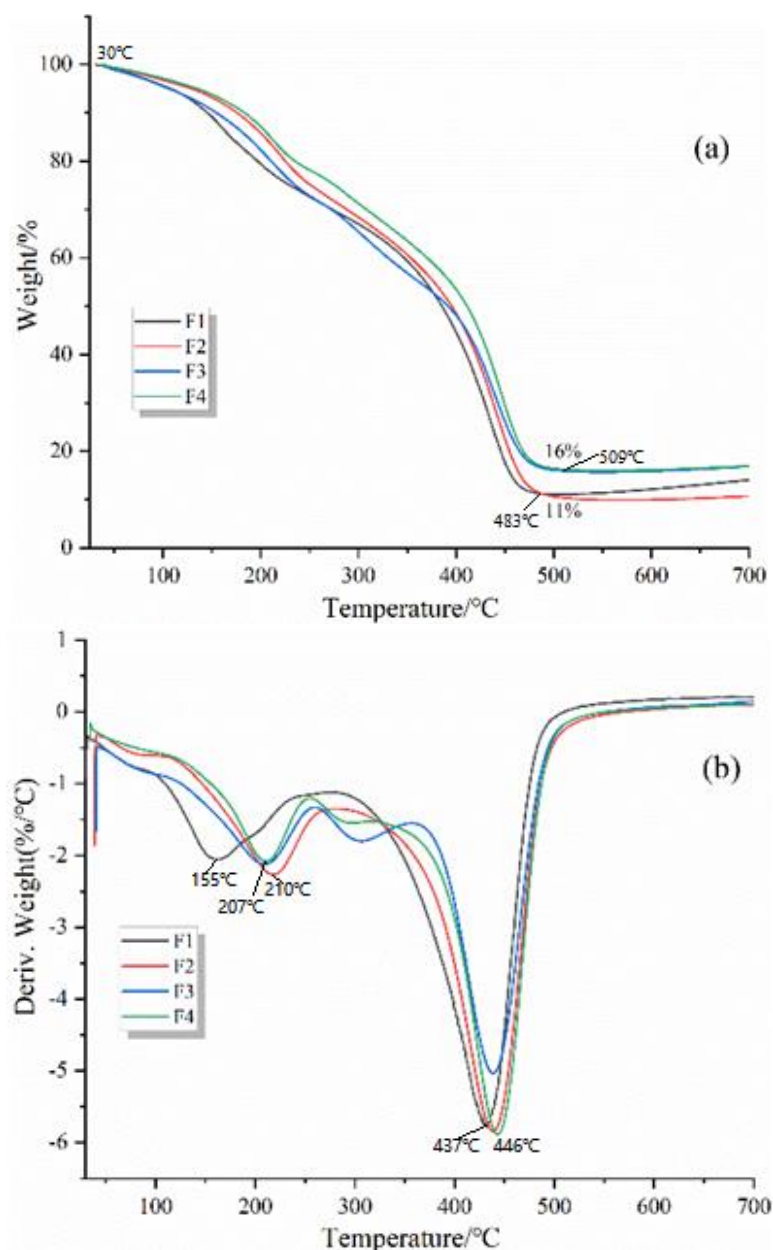 30℃
100
(a)
80
60
Weight/%
F1
40
F2
F3
F4
20
16%
509℃
483℃
11%
0
100
200
300
400
500
600
700
Temperature/℃
1
0
(b)
-1
-2
155℃
210℃
207℃
Deriv. Weight(%/℃)
-3
F1
F2
-4
F3
F4
-5
-6
437℃
446℃
100
200
300
400
500
600
700
Temperature/℃